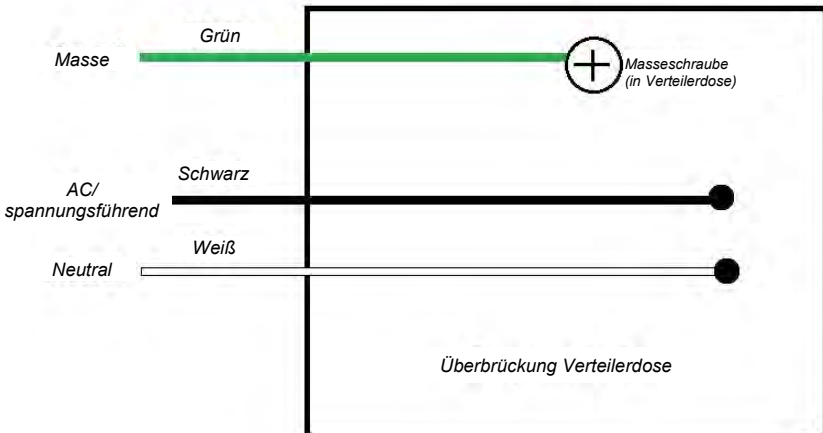 Grün
Masse
Masseschraube
(in Verteilerdose)
Schwarz
AC/
spannungsführend
Weiß
Neutral
Überbrückung Verteilerdose